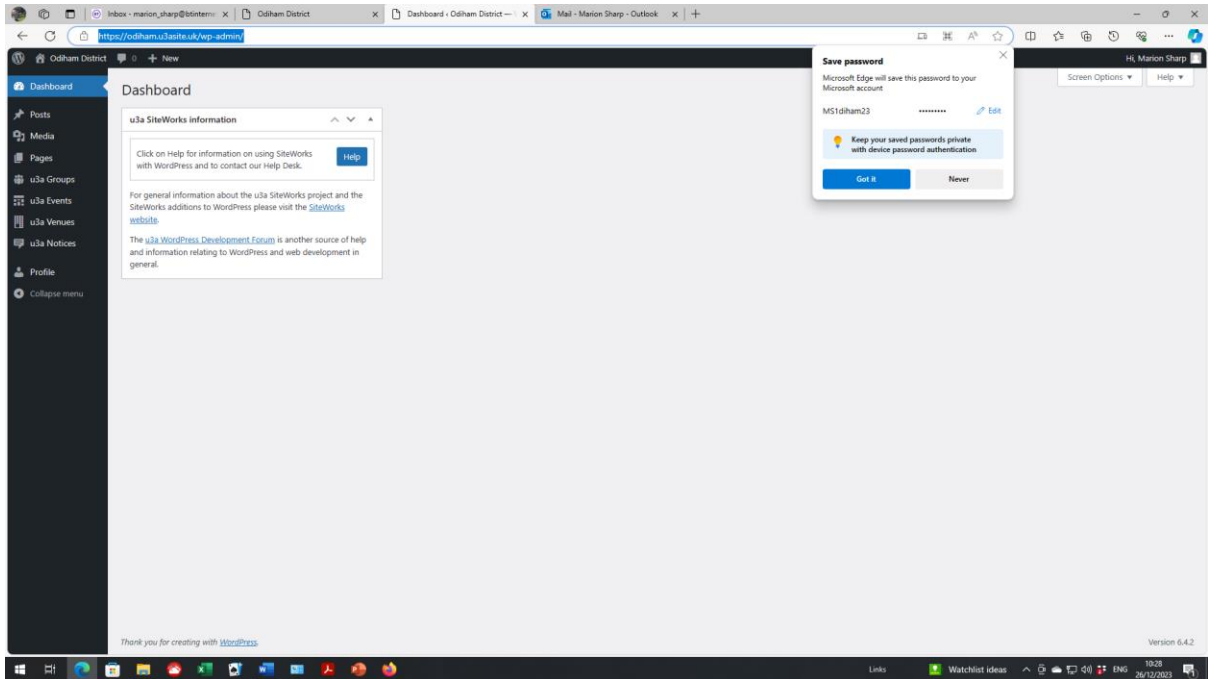 Inbox - marion_sharp@btinterne
Odiham District
Dashboard ‹ Odiham District —
Mail - Marion Sharp - Outlook
https://odiham.u3asite.uk/wp-admin/
Odiham District
0
New
Hi, Marion Sharp
Screen Options
Help
Dashboard
Posts
Media
Pages
u3a Groups
u3a Events
u3a Venues
u3a Notices
Profile
Collapse menu
Dashboard
u3a SiteWorks information
Click on Help for information on using SiteWorks
with WordPress and to contact our Help Desk.
Help
For general information about the u3a SiteWorks project and the
SiteWorks additions to WordPress please visit the SiteWorks
website.
The u3a WordPress Development Forum is another source of help
and information relating to WordPress and web development in
general.
Save password
Microsoft Edge will save this password to your
Microsoft account
MS1diham23 •••••••••
Edit
Keep your saved passwords private
with device password authentication
Got it
Never
Thank you for creating with WordPress.
Version 6.4.2
Links
Watchlist ideas
ENG
10:28
26/12/2023